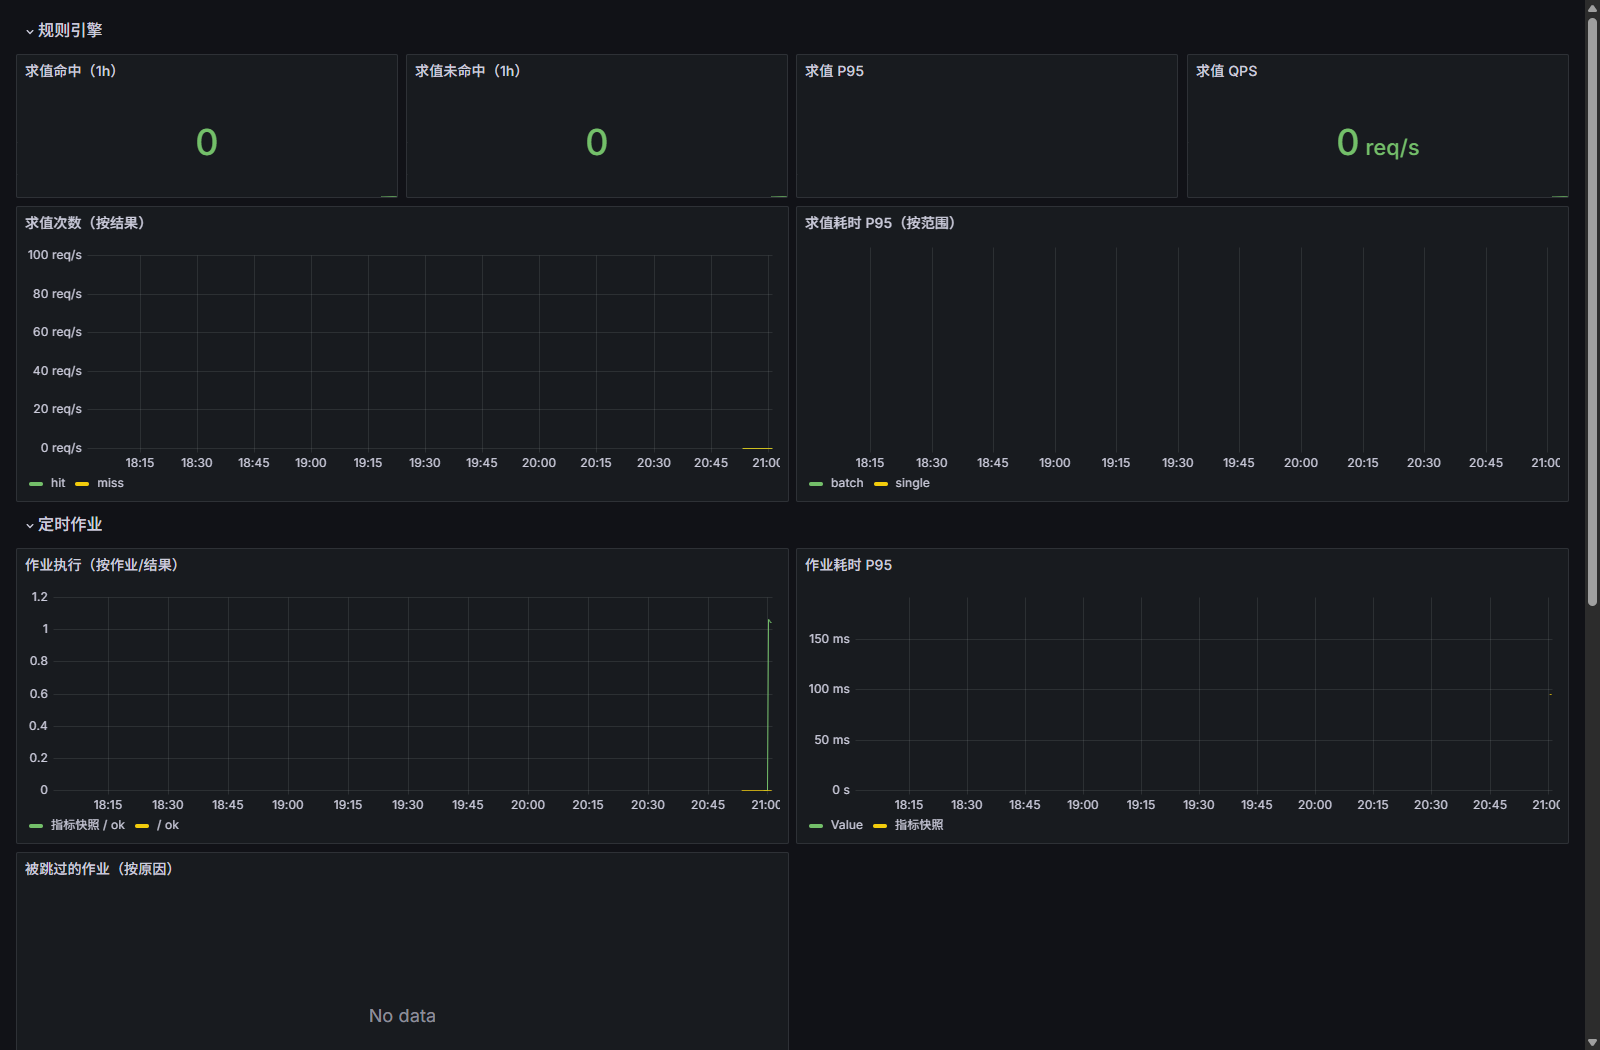 规则引擎
求值命中（1h）
0
求值未命中（1h）
0
求值 P95
求值 QPS
0 req/s
求值次数（按结果）
100 req/s
80 req/s
60 req/s
40 req/s
20 req/s
0 req/s
18:15 18:30 18:45 19:00 19:15 19:30 19:45 20:00 20:15 20:30 20:45 21:00
hit miss
求值耗时 P95（按范围）
18:15 18:30 18:45 19:00 19:15 19:30 19:45 20:00 20:15 20:30 20:45 21:00
batch single
定时作业
作业执行（按作业/结果）
1.2
1
0.8
0.6
0.4
0.2
0
18:15 18:30 18:45 19:00 19:15 19:30 19:45 20:00 20:15 20:30 20:45 21:00
指标快照 / ok / ok
作业耗时 P95
150 ms
100 ms
50 ms
0 s
18:15 18:30 18:45 19:00 19:15 19:30 19:45 20:00 20:15 20:30 20:45 21:00
Value 指标快照
被跳过的作业（按原因）
No data